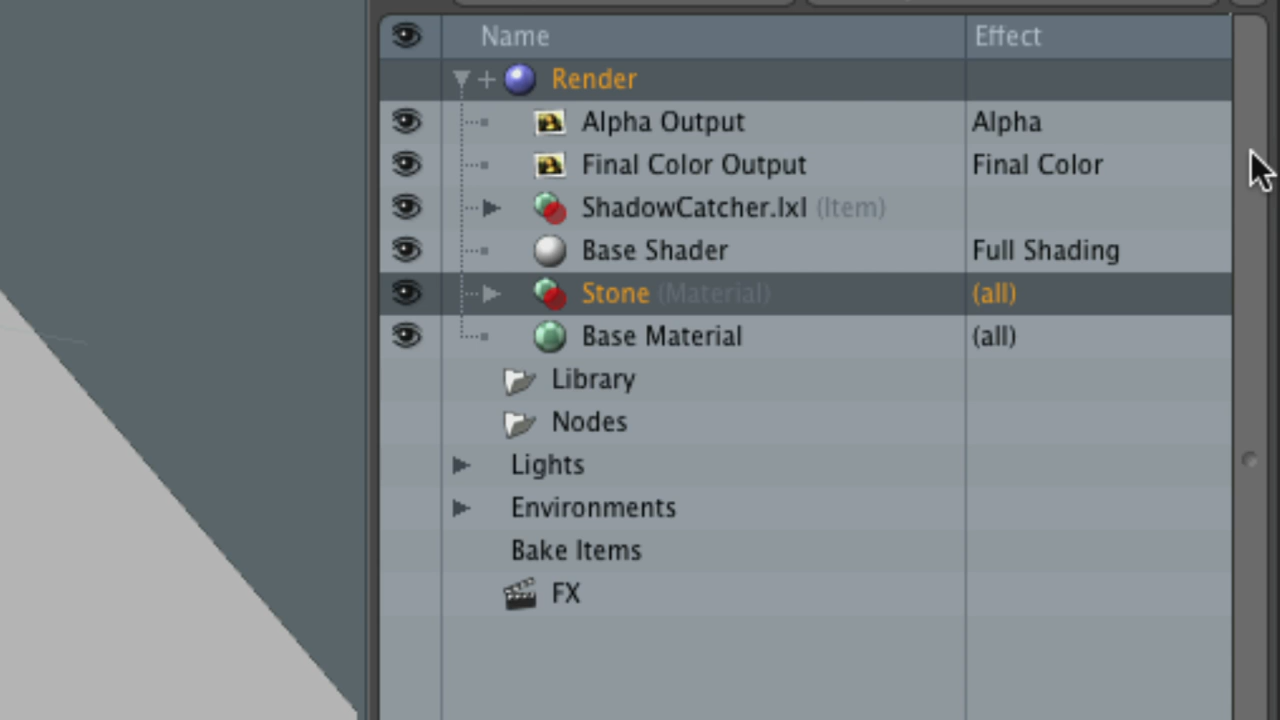 Name Effect
Render
Alpha Output Alpha
Final Color Output Final Color
ShadowCatcher.lxl (Item)
Base Shader Full Shading
Stone (Material) (all)
Base Material (all)
Library
Nodes
Lights
Environments
Bake Items
FX